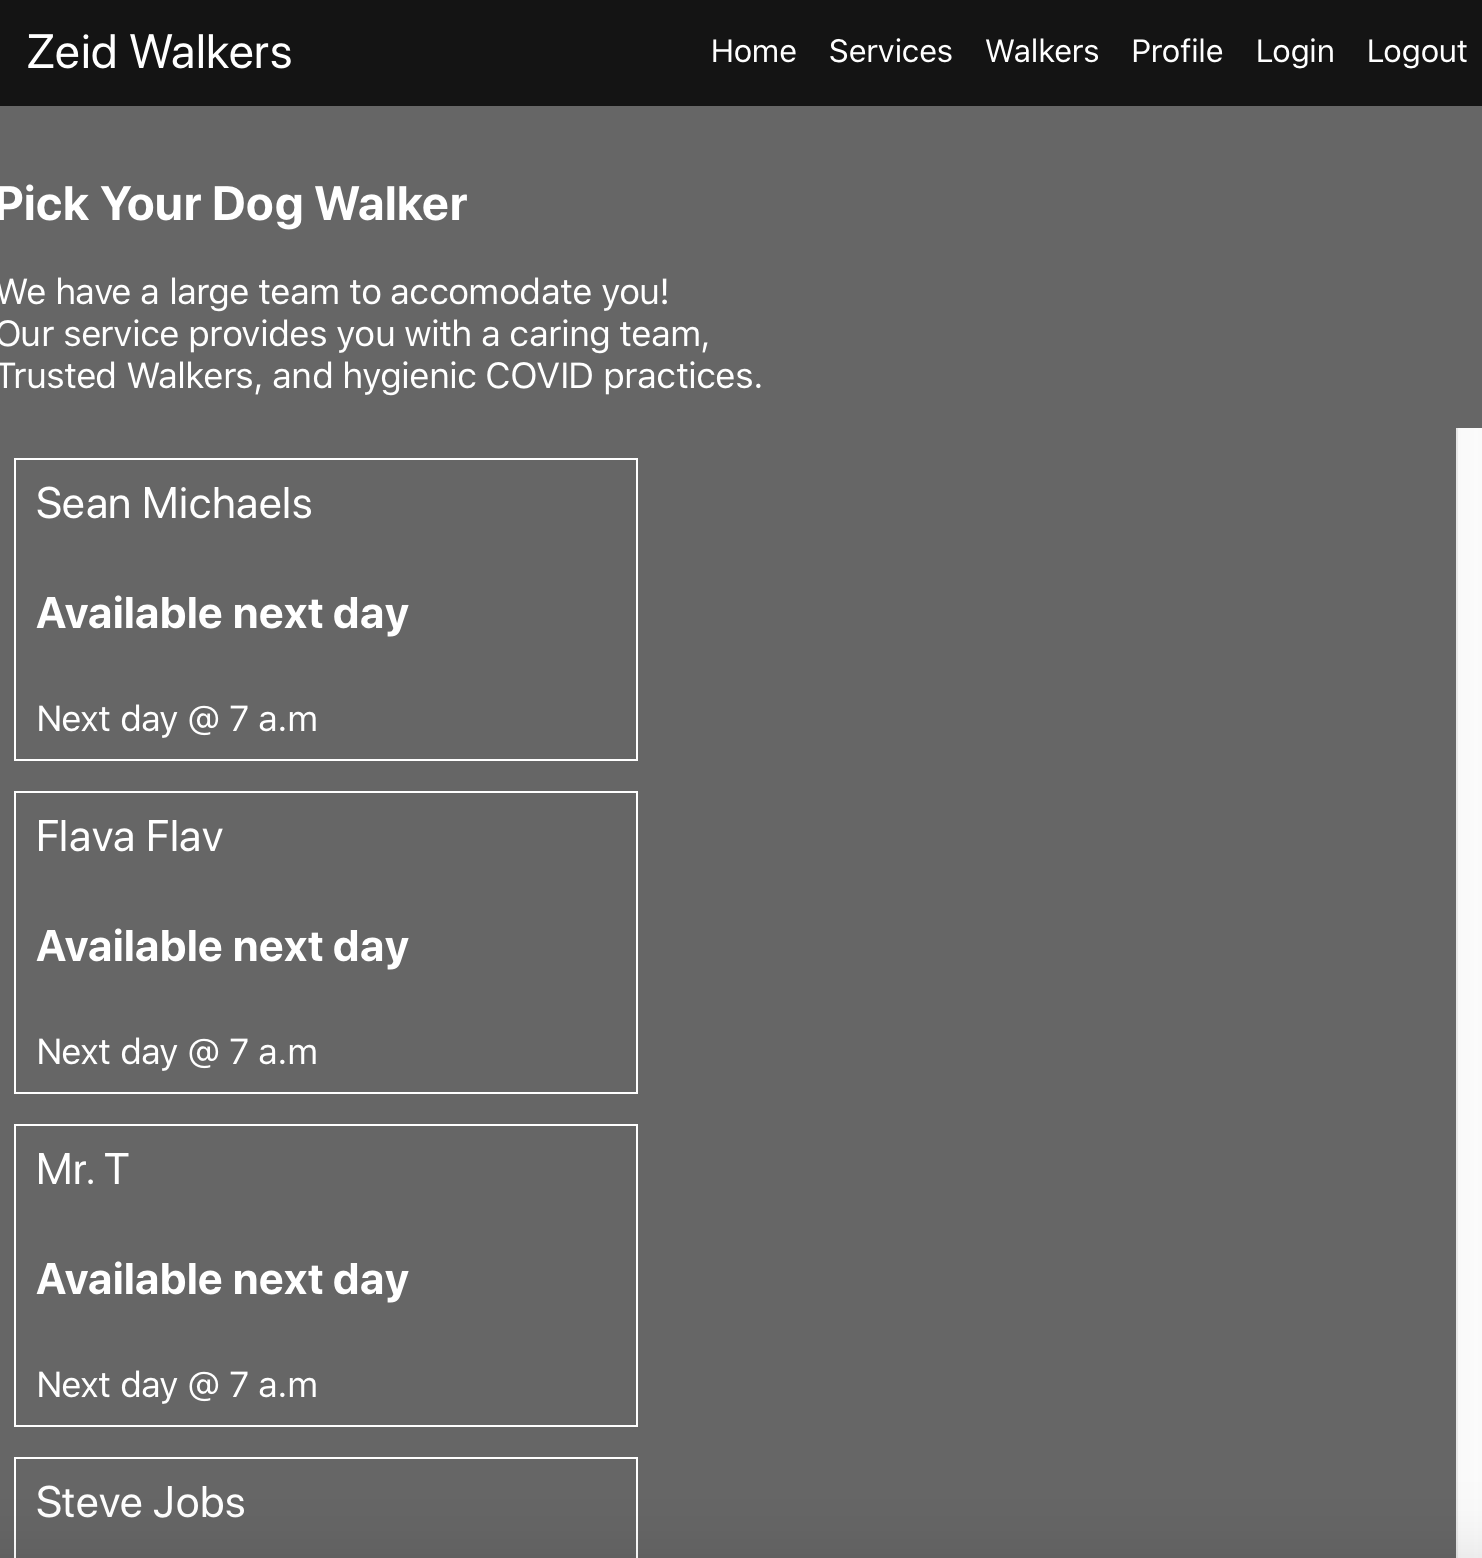 Zeid Walkers
Home Services Walkers Profile Login Logout
Pick Your Dog Walker
We have a large team to accomodate you!
Our service provides you with a caring team,
Trusted Walkers, and hygienic COVID practices.
Sean Michaels
Available next day
Next day @ 7 a.m
Flava Flav
Available next day
Next day @ 7 a.m
Mr. T
Available next day
Next day @ 7 a.m
Steve Jobs